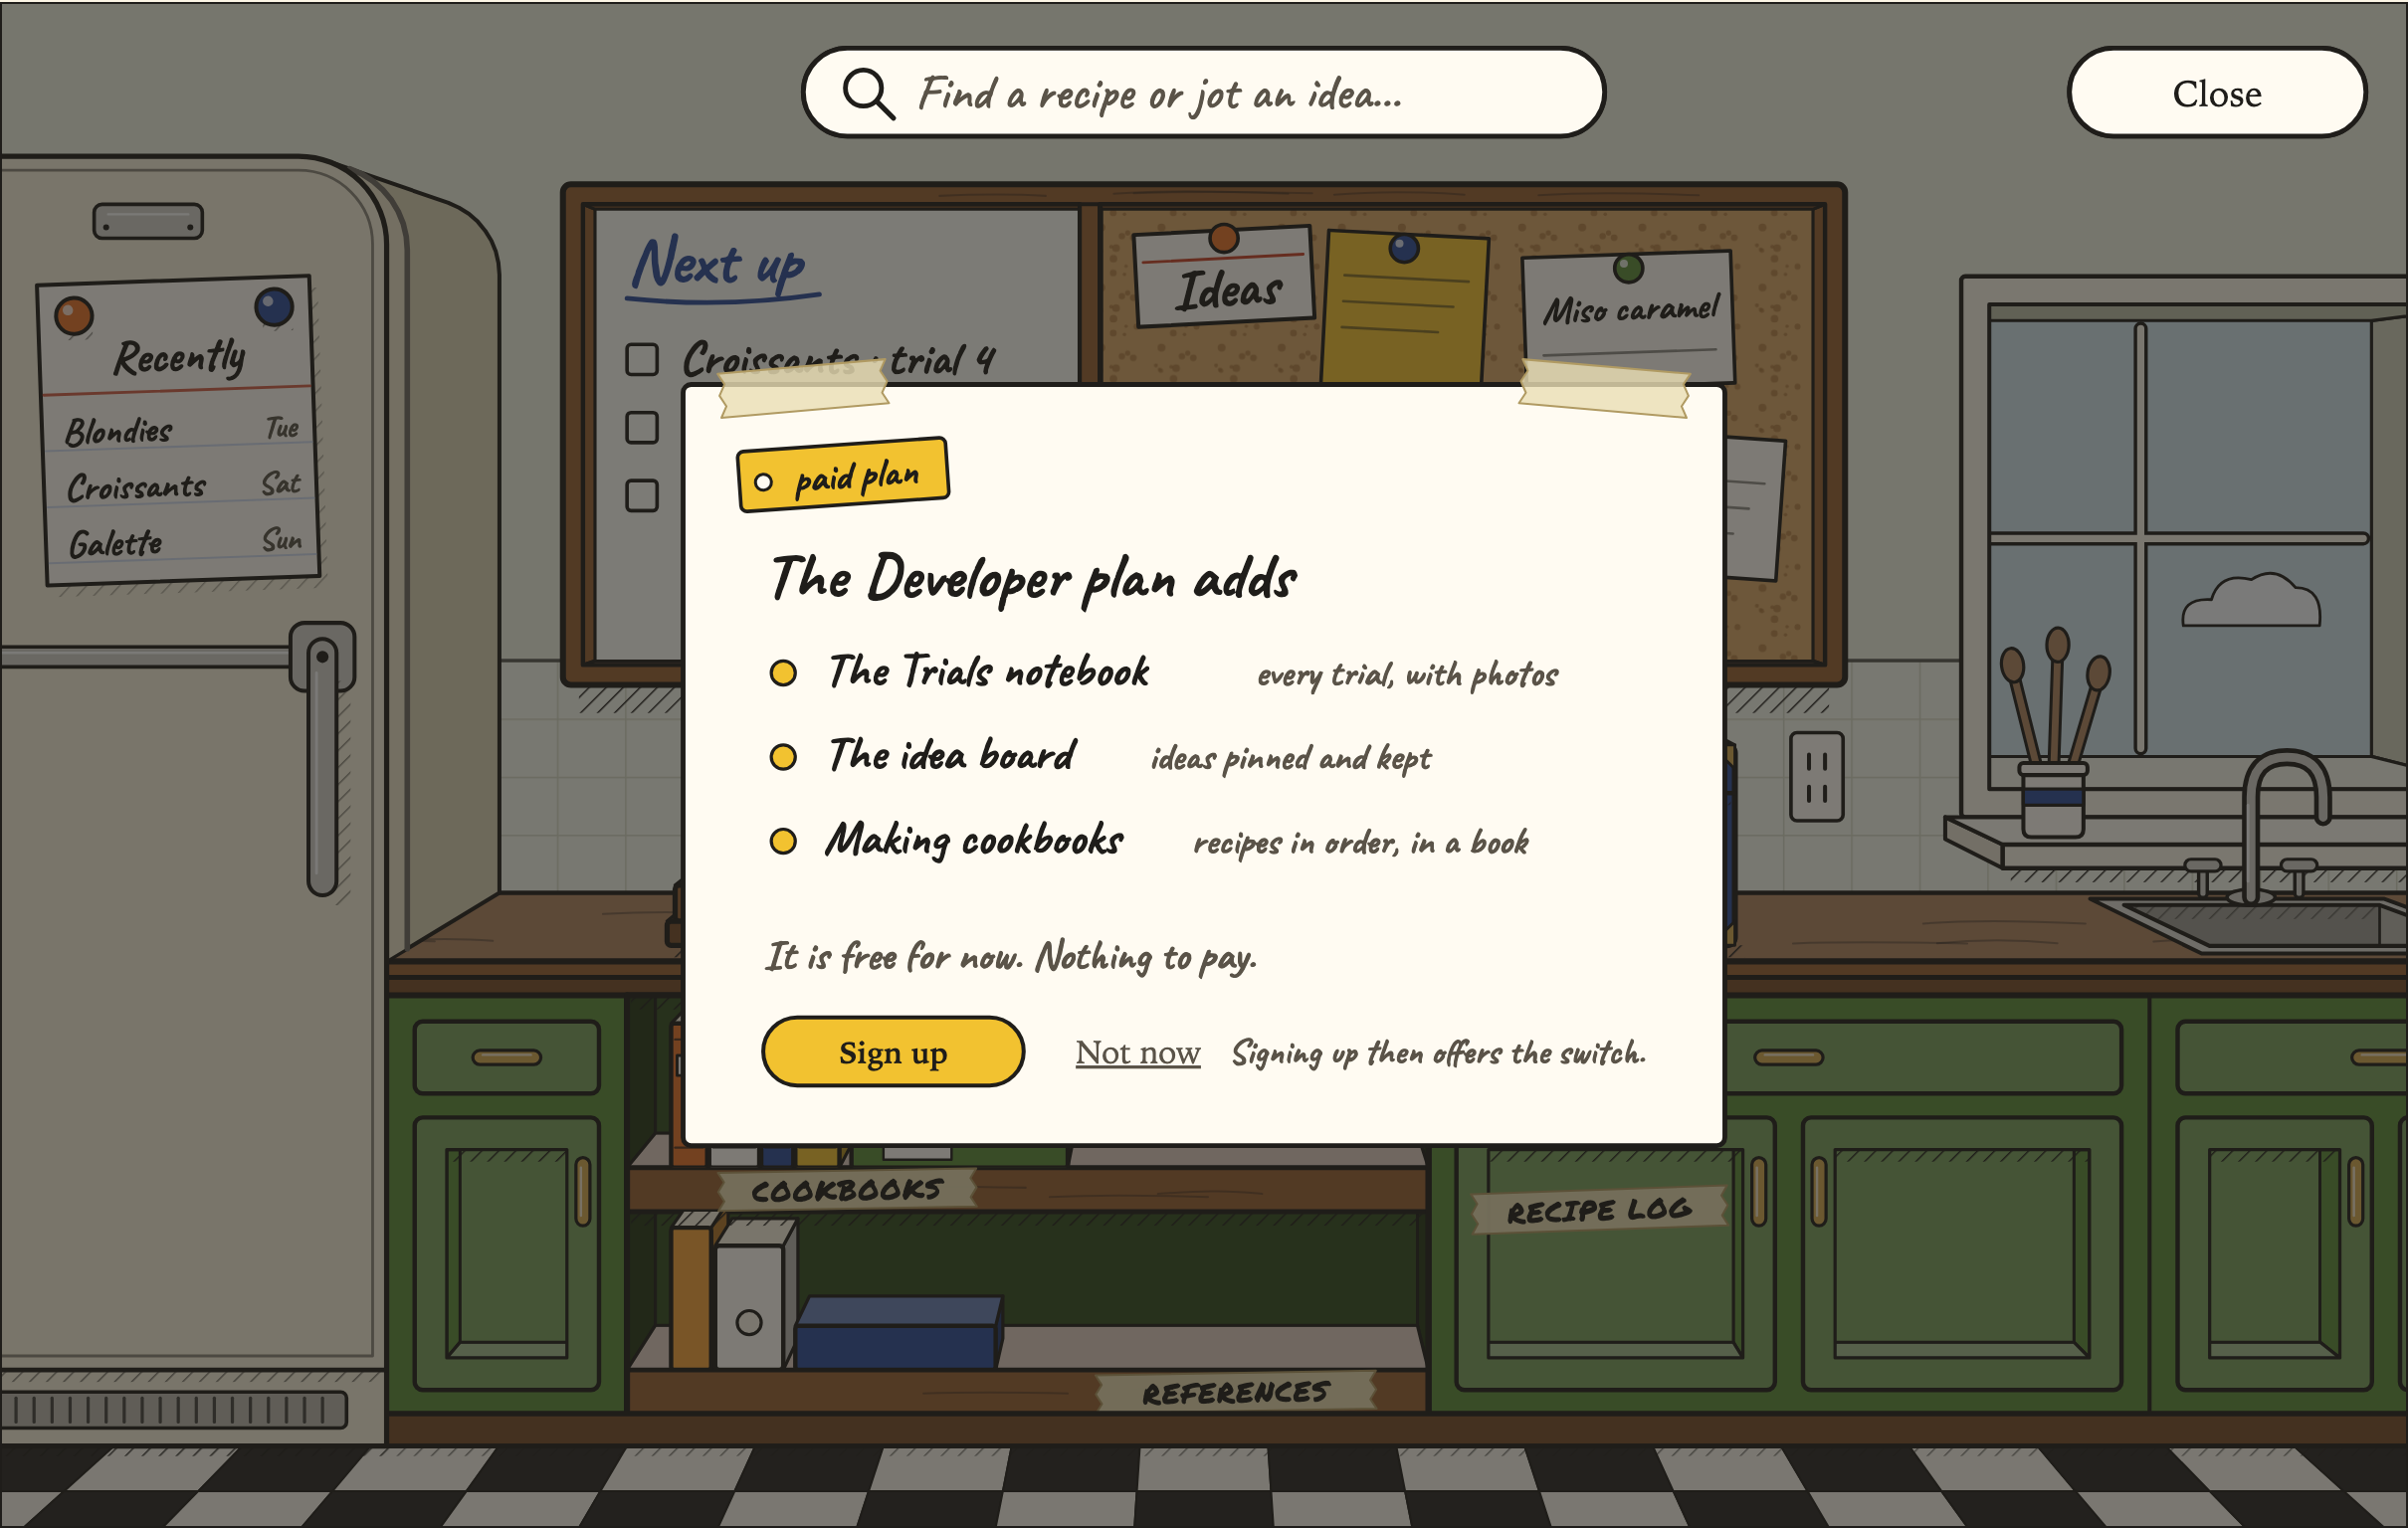 Find a recipe or jot an idea...
Close
Recently
Blondies Tue
Croissants Sat
Galette Sun
Next up
Croissants · trial 4
Ideas
Miso caramel
paid plan
The Developer plan adds
The Trials notebook every trial, with photos
The idea board ideas pinned and kept
Making cookbooks recipes in order, in a book
It is free for now. Nothing to pay.
Sign up Not now Signing up then offers the switch.
COOKBOOKS
RECIPE LOG
REFERENCES